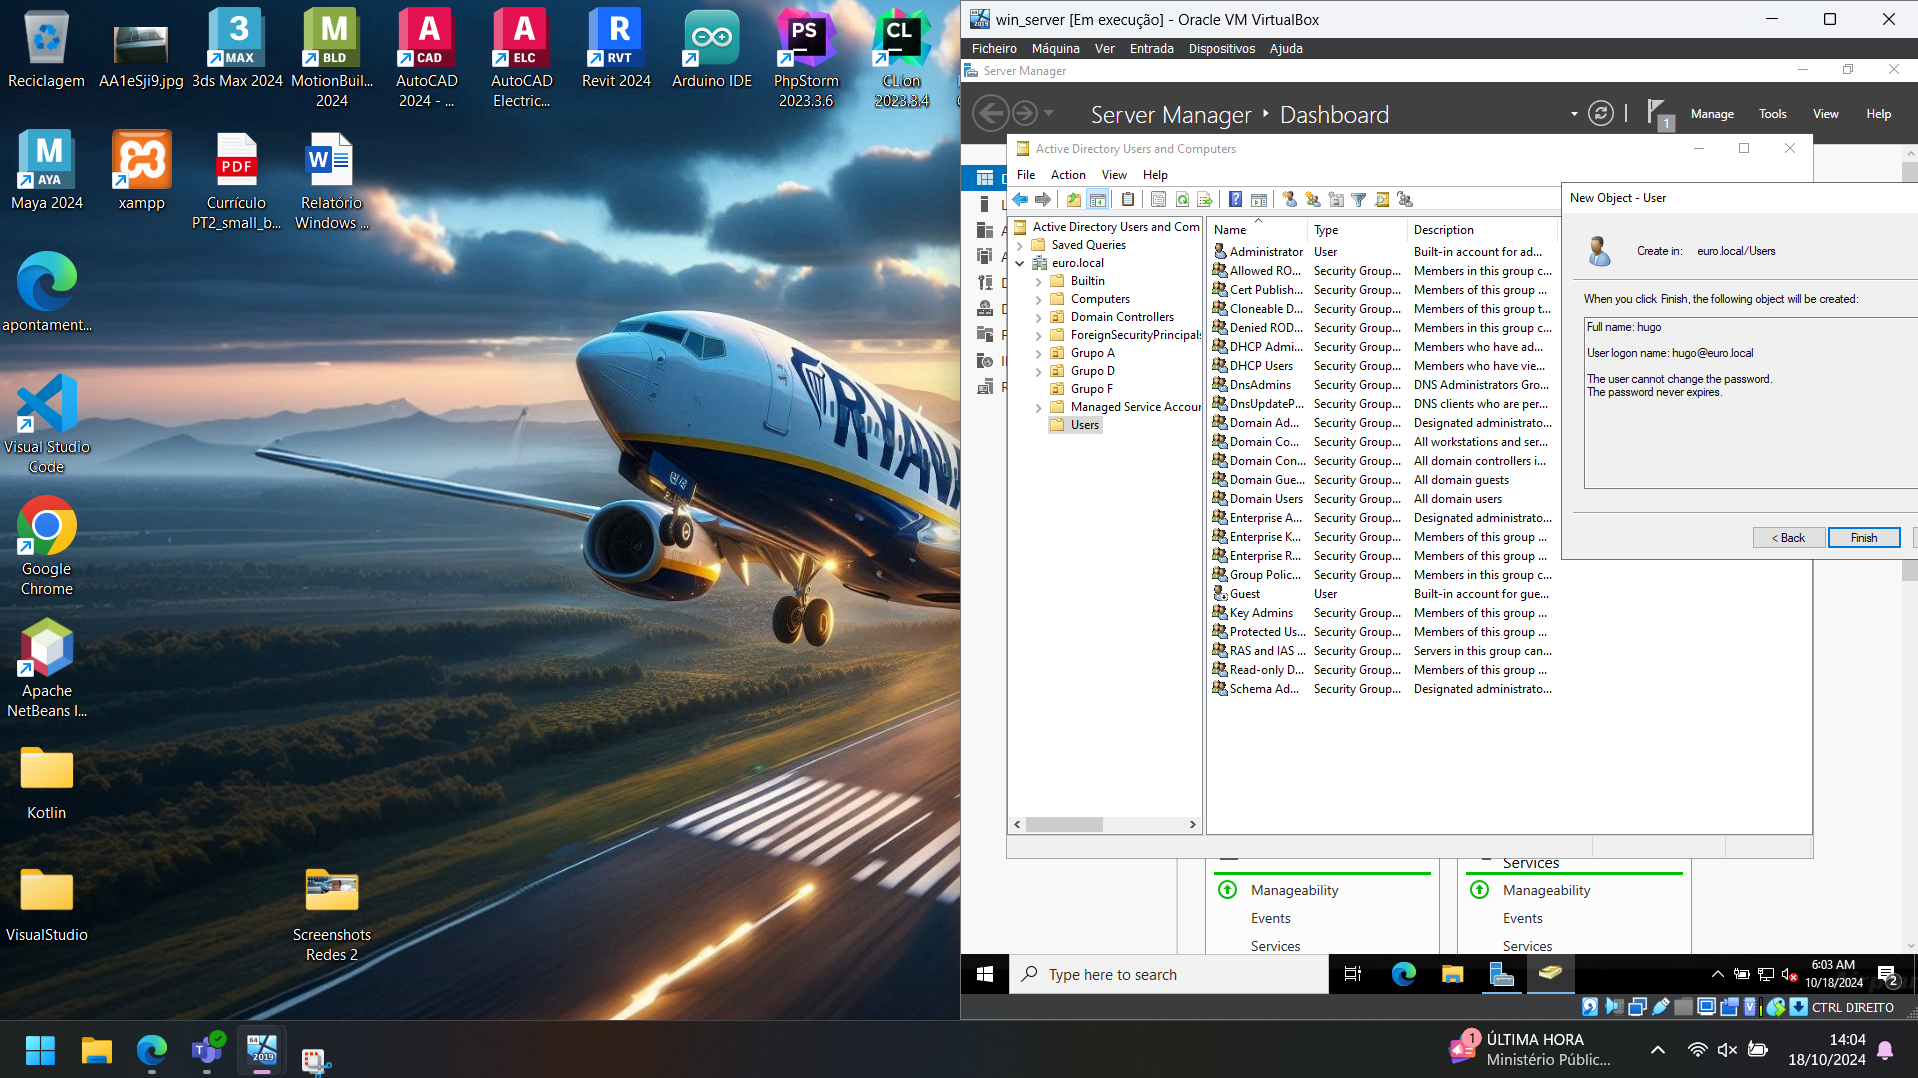 Reciclagem
AA1eSji9.jpg
3
MAX
3ds Max 2024
M
BLD
MotionBuil...
2024
A
CAD
AutoCAD
2024 - ...
A
ELC
AutoCAD
Electric...
R
RVT
Revit 2024
Arduino IDE
PS
PhpStorm
2023.3.6
CL
CLion
2023.3.4
M
AYA
Maya 2024
xampp
PDF
Currículo
PT2_small_b...
W
Relatório
Windows ...
apontament...
Visual Studio
Code
Google
Chrome
Apache
NetBeans I...
Kotlin
VisualStudio
Screenshots
Redes 2
RYANA
win_server [Em execução] - Oracle VM VirtualBox
Ficheiro Máquina Ver Entrada Dispositivos Ajuda
Server Manager
Server Manager ‣ Dashboard
1
Manage Tools View Help
Active Directory Users and Computers
File Action View Help
Active Directory Users and Com
Saved Queries
euro.local
Builtin
Computers
Domain Controllers
ForeignSecurityPrincipals
Grupo A
Grupo D
Grupo F
Managed Service Accour
Users
Name Type Description
Administrator User Built-in account for ad...
Allowed RO... Security Group... Members in this group c...
Cert Publish... Security Group... Members of this group ...
Cloneable D... Security Group... Members of this group t...
Denied ROD... Security Group... Members in this group c...
DHCP Admi... Security Group... Members who have ad...
DHCP Users Security Group... Members who have vie...
DnsAdmins Security Group... DNS Administrators Gro...
DnsUpdateP... Security Group... DNS clients who are per...
Domain Ad... Security Group... Designated administrato...
Domain Co... Security Group... All workstations and ser...
Domain Con... Security Group... All domain controllers i...
Domain Gue... Security Group... All domain guests
Domain Users Security Group... All domain users
Enterprise A... Security Group... Designated administrato...
Enterprise K... Security Group... Members of this group ...
Enterprise R... Security Group... Members of this group ...
Group Polic... Security Group... Members in this group c...
Guest User Built-in account for gue...
Key Admins Security Group... Members of this group ...
Protected Us... Security Group... Members of this group ...
RAS and IAS ... Security Group... Servers in this group can...
Read-only D... Security Group... Members of this group ...
Schema Ad... Security Group... Designated administrato...
New Object - User
Create in: euro.local/Users
When you click Finish, the following object will be created:
Full name: hugo
User logon name: hugo@euro.local
The user cannot change the password.
The password never expires.
< Back Finish
Services
Manageability
Events
Services
Manageability
Events
Services
Type here to search
6:03 AM
10/18/2024
2
CTRL DIREITO
64
2019
1
ÚLTIMA HORA
Ministério Públic...
14:04
18/10/2024